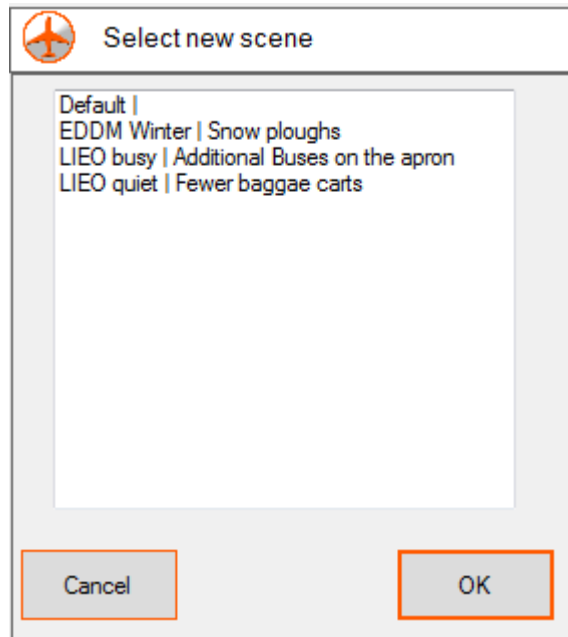 Select new scene
Default |
EDDM Winter | Snow ploughs
LIEO busy | Additional Buses on the apron
LIEO quiet | Fewer baggae carts
Cancel
OK